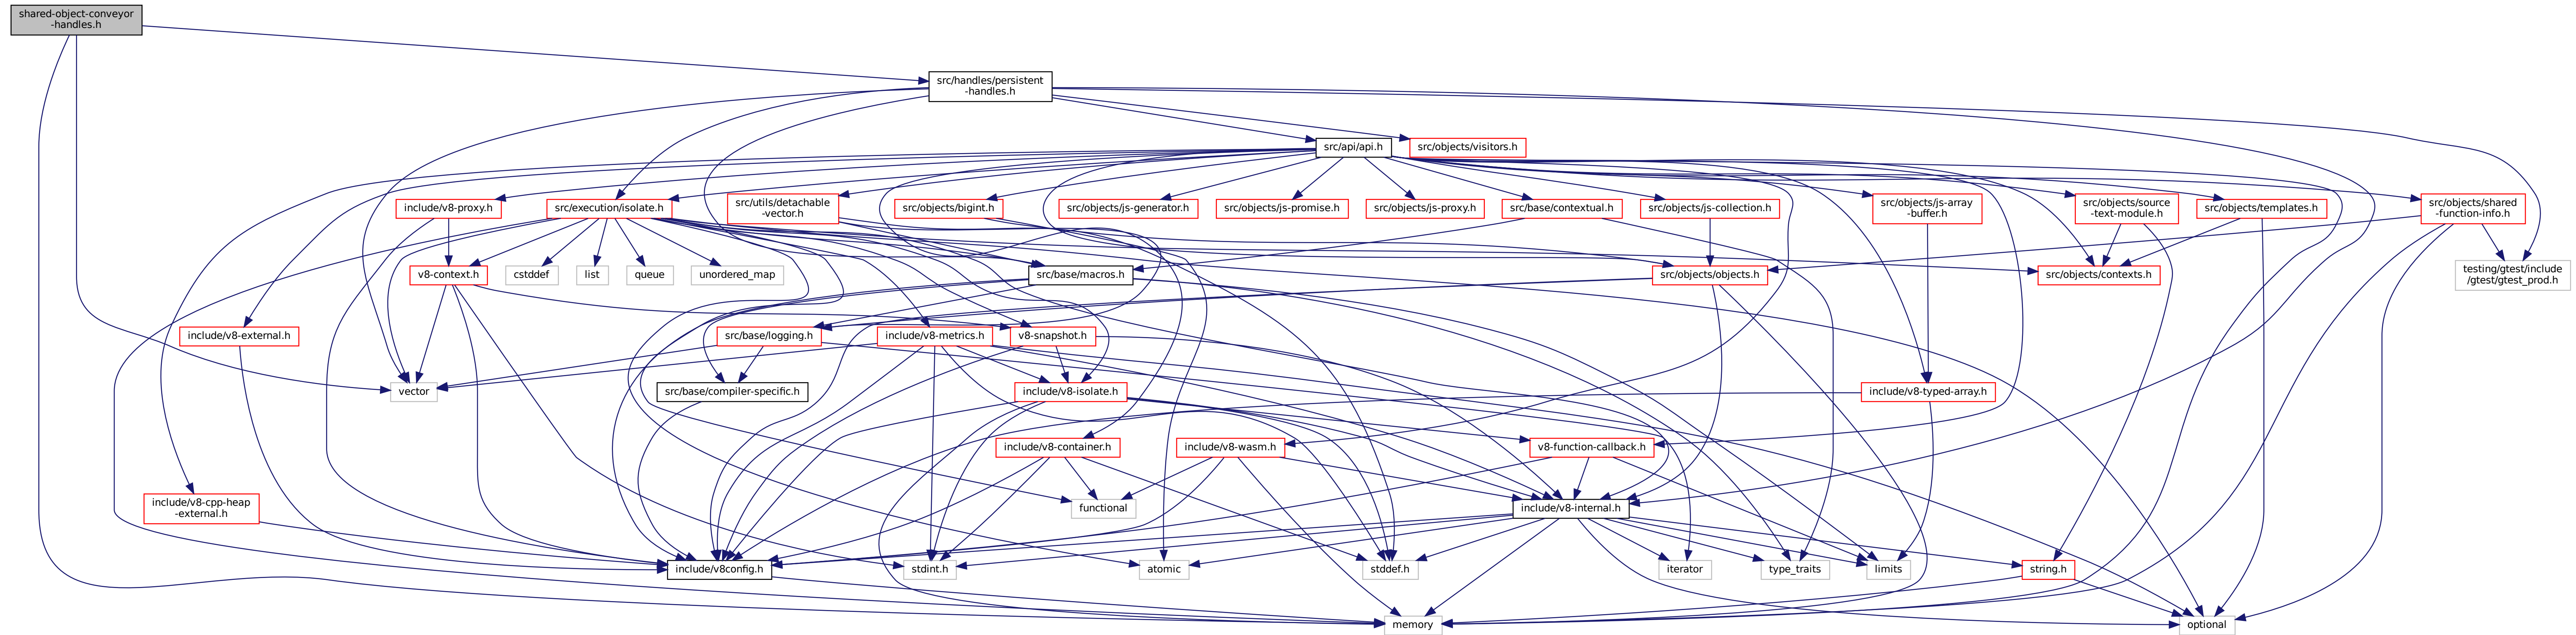 shared-object-conveyor
-handles.h
src/handles/persistent
-handles.h
src/api/api.h
src/objects/visitors.h
include/v8-proxy.h
src/execution/isolate.h
src/utils/detachable
-vector.h
src/objects/bigint.h
src/objects/js-generator.h
src/objects/js-promise.h
src/objects/js-proxy.h
src/base/contextual.h
src/objects/js-collection.h
src/objects/js-array
-buffer.h
src/objects/source
-text-module.h
src/objects/templates.h
src/objects/shared
-function-info.h
v8-context.h
cstddef
list
queue
unordered_map
src/base/macros.h
src/objects/objects.h
src/objects/contexts.h
testing/gtest/include
/gtest/gtest_prod.h
include/v8-external.h
src/base/logging.h
include/v8-metrics.h
v8-snapshot.h
vector
src/base/compiler-specific.h
include/v8-isolate.h
include/v8-typed-array.h
include/v8-container.h
include/v8-wasm.h
v8-function-callback.h
include/v8-cpp-heap
-external.h
functional
include/v8-internal.h
include/v8config.h
stdint.h
atomic
stddef.h
iterator
type_traits
limits
string.h
memory
optional